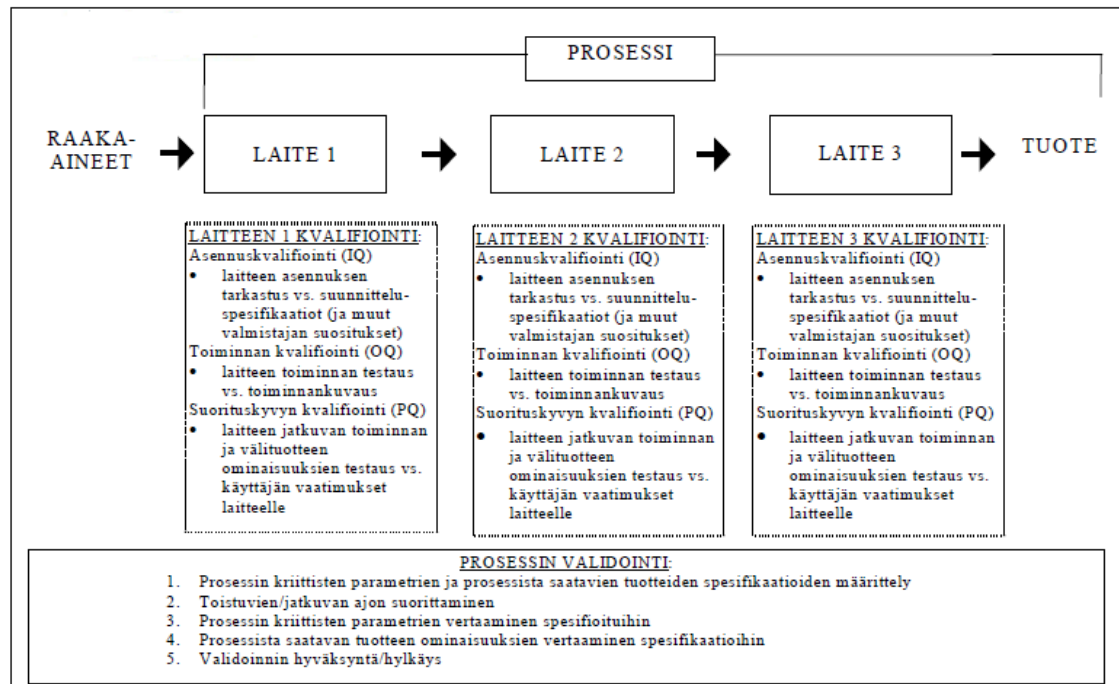 PROSESSI
RAAKA-
AINEET
LAITE 1
LAITE 2
LAITE 3
TUOTE
LAITTEEN 1 KVALIFIOINTI:
Asennuskvalifiointi (IQ)
• laitteen asennuksen
tarkastus vs. suunnittelu-
spesifikaatiot (ja muut
valmistajan suositukset)
Toiminnan kvalifiointi (OQ)
• laitteen toiminnan testaus
vs. toiminnankuvaus
Suorituskyvyn kvalifiointi (PQ)
• laitteen jatkuvan toiminnan
ja välituotteen
ominaisuuksien testaus vs.
käyttäjän vaatimukset
laitteelle
LAITTEEN 2 KVALIFIOINTI:
Asennuskvalifiointi (IQ)
• laitteen asennuksen
tarkastus vs. suunnittelu-
spesifikaatiot (ja muut
valmistajan suositukset)
Toiminnan kvalifiointi (OQ)
• laitteen toiminnan testaus
vs. toiminnankuvaus
Suorituskyvyn kvalifiointi (PQ)
• laitteen jatkuvan toiminnan
ja välituotteen
ominaisuuksien testaus vs.
käyttäjän vaatimukset
laitteelle
LAITTEEN 3 KVALIFIOINTI:
Asennuskvalifiointi (IQ)
• laitteen asennuksen
tarkastus vs. suunnittelu-
spesifikaatiot (ja muut
valmistajan suositukset)
Toiminnan kvalifiointi (OQ)
• laitteen toiminnan testaus
vs. toiminnankuvaus
Suorituskyvyn kvalifiointi (PQ)
• laitteen jatkuvan toiminnan
ja välituotteen
ominaisuuksien testaus vs.
käyttäjän vaatimukset
laitteelle
PROSESSIN VALIDOINTI:
1. Prosessin kriittisten parametrien ja prosessista saatavien tuotteiden spesifikaatioiden määrittely
2. Toistuvien/jatkuvan ajon suorittaminen
3. Prosessin kriittisten parametrien vertaaminen spesifioituihin
4. Prosessista saatavan tuotteen ominaisuuksien vertaaminen spesifikaatioihin
5. Validoinnin hyväksyntä/hylkäys